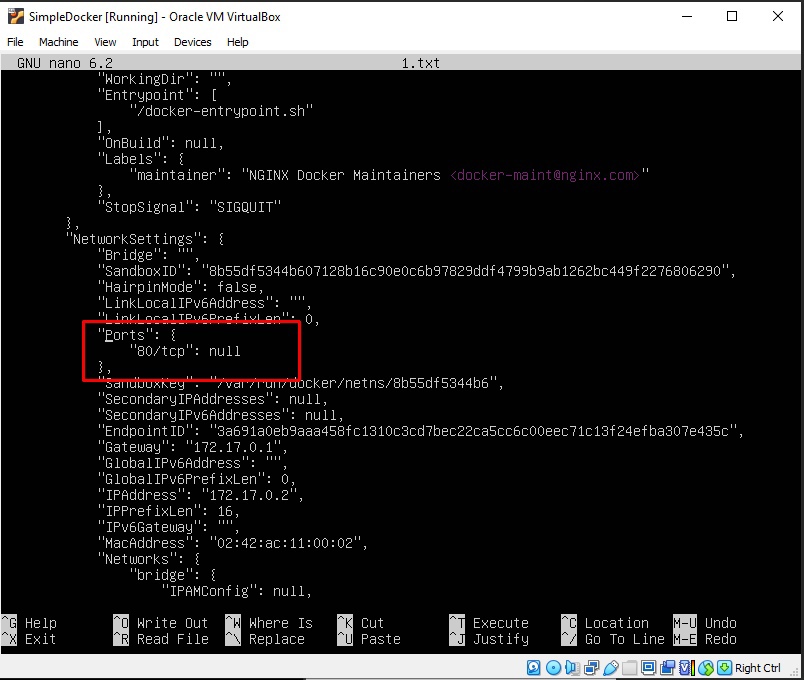 SimpleDocker [Running] - Oracle VM VirtualBox
File Machine View Input Devices Help
GNU nano 6.2 1.txt
"WorkingDir": "",
"Entrypoint": [
"/docker-entrypoint.sh"
],
"OnBuild": null,
"Labels": {
"maintainer": "NGINX Docker Maintainers <docker-maint@nginx.com>"
},
"StopSignal": "SIGQUIT"
},
"NetworkSettings": {
"Bridge": "",
"SandboxID": "8b55df5344b607128b16c90e0c6b97829ddf4799b9ab1262bc449f2276806290",
"HairpinMode": false,
"LinkLocalIPv6Address": "",
"LinkLocalIPv6PrefixLen": 0,
"Ports": {
"80/tcp": null
},
"SandboxKey": "/var/run/docker/netns/8b55df5344b6",
"SecondaryIPAddresses": null,
"SecondaryIPv6Addresses": null,
"EndpointID": "3a691a0eb9aaa458fc1310c3cd7bec22ca5cc6c00eec71c13f24efba307e435c",
"Gateway": "172.17.0.1",
"GlobalIPv6Address": "",
"GlobalIPv6PrefixLen": 0,
"IPAddress": "172.17.0.2",
"IPPrefixLen": 16,
"IPv6Gateway": "",
"MacAddress": "02:42:ac:11:00:02",
"Networks": {
"bridge": {
"IPAMConfig": null,
^G Help ^O Write Out ^W Where Is ^K Cut ^T Execute ^C Location M-U Undo
^X Exit ^R Read File ^\ Replace ^U Paste ^J Justify ^/ Go To Line M-E Redo
Right Ctrl